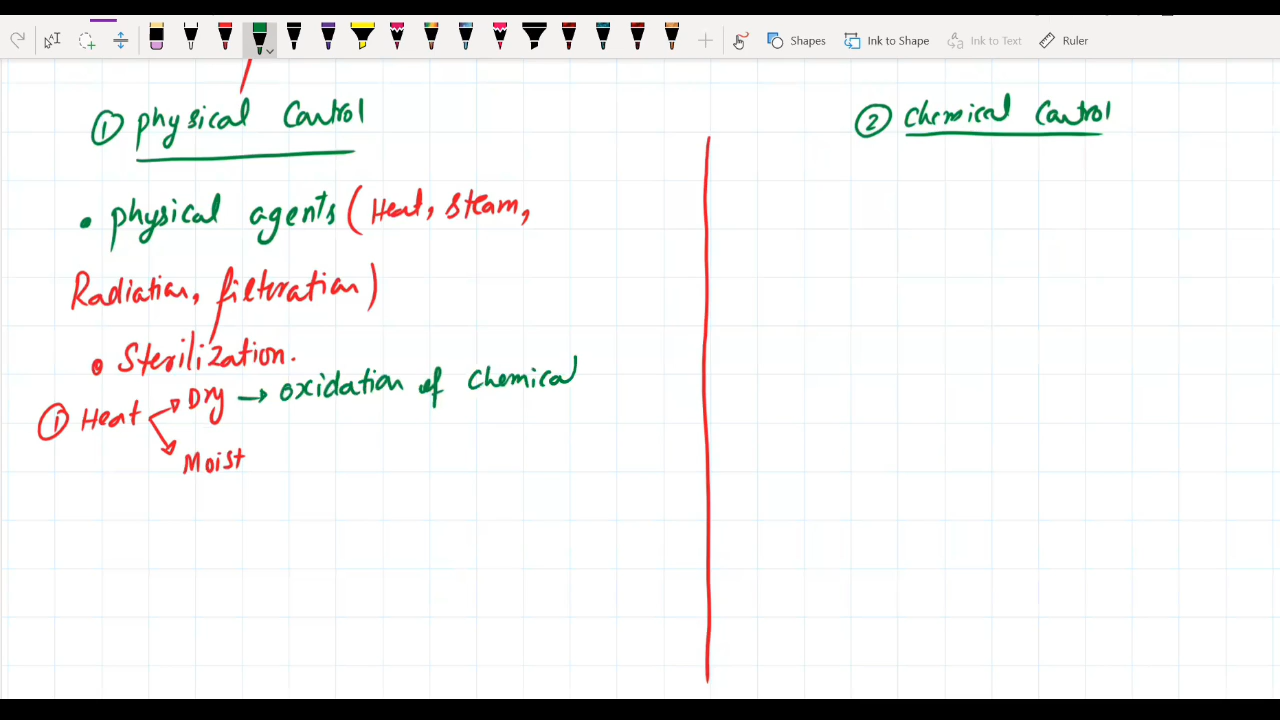 Shapes Ink to Shape Ink to Text Ruler
① physical Control
② Chemical Control
• physical agents (Heat, steam,
Radiation, filteration)
• Sterilization.
① Heat → Dry → oxidation of Chemical
→ Moist